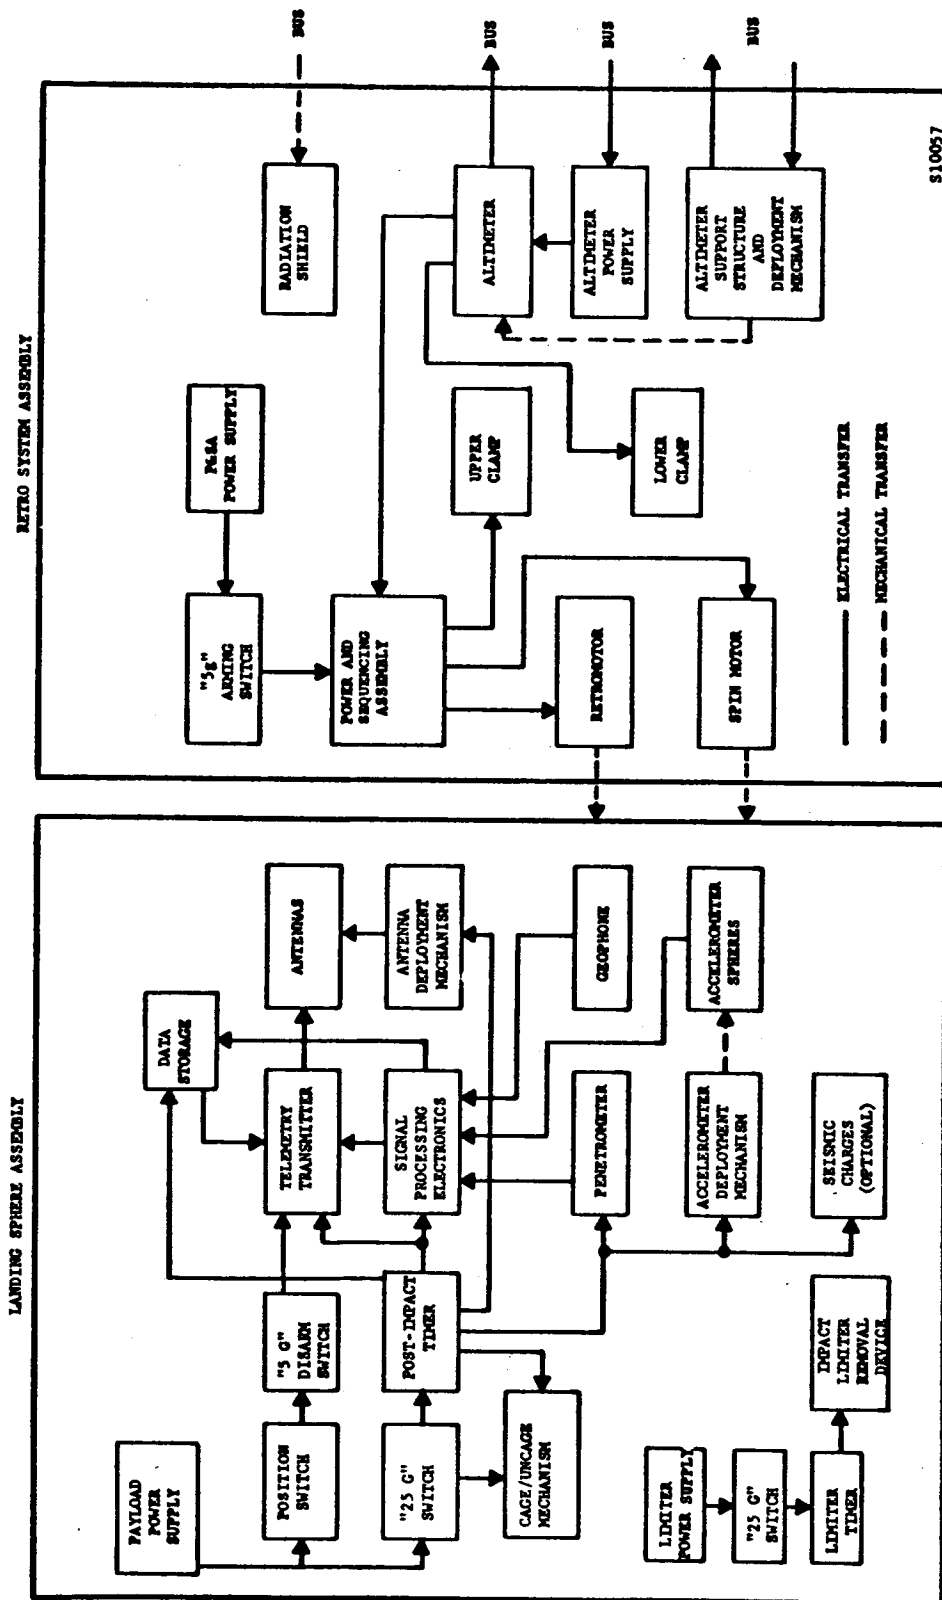 LANDING SPHERE ASSEMBLY
PAYLOAD
POWER
SUPPLY
POSITION
SWITCH
"5 G"
DISARM
SWITCH
TELEMETRY
TRANSMITTER
DATA
STORAGE
ANTENNAS
"25 G"
SWITCH
POST-IMPACT
TIMER
SIGNAL
PROCESSING
ELECTRONICS
ANTENNA
DEPLOYMENT
MECHANISM
CAGE/UNCAGE
MECHANISM
PENETROMETER
GEOPHONE
LIMITER
POWER SUPPLY
"25 G"
SWITCH
LIMITER
TIMER
IMPACT
LIMITER
REMOVAL
DEVICE
ACCELEROMETER
DEPLOYMENT
MECHANISM
ACCELEROMETER
SPHERES
SEISMIC
CHARGES
(OPTIONAL)
RETRO SYSTEM ASSEMBLY
"5g"
ARMING
SWITCH
P&SA
POWER SUPPLY
RADIATION
SHIELD
BUS
POWER AND
SEQUENCING
ASSEMBLY
UPPER
CLAMP
ALTIMETER
BUS
RETROMOTOR
ALTIMETER
POWER
SUPPLY
BUS
SPIN MOTOR
LOWER
CLAMP
ALTIMETER
SUPPORT
STRUCTURE
AND
DEPLOYMENT
MECHANISM
BUS
ELECTRICAL TRANSFER
MECHANICAL TRANSFER
S10057